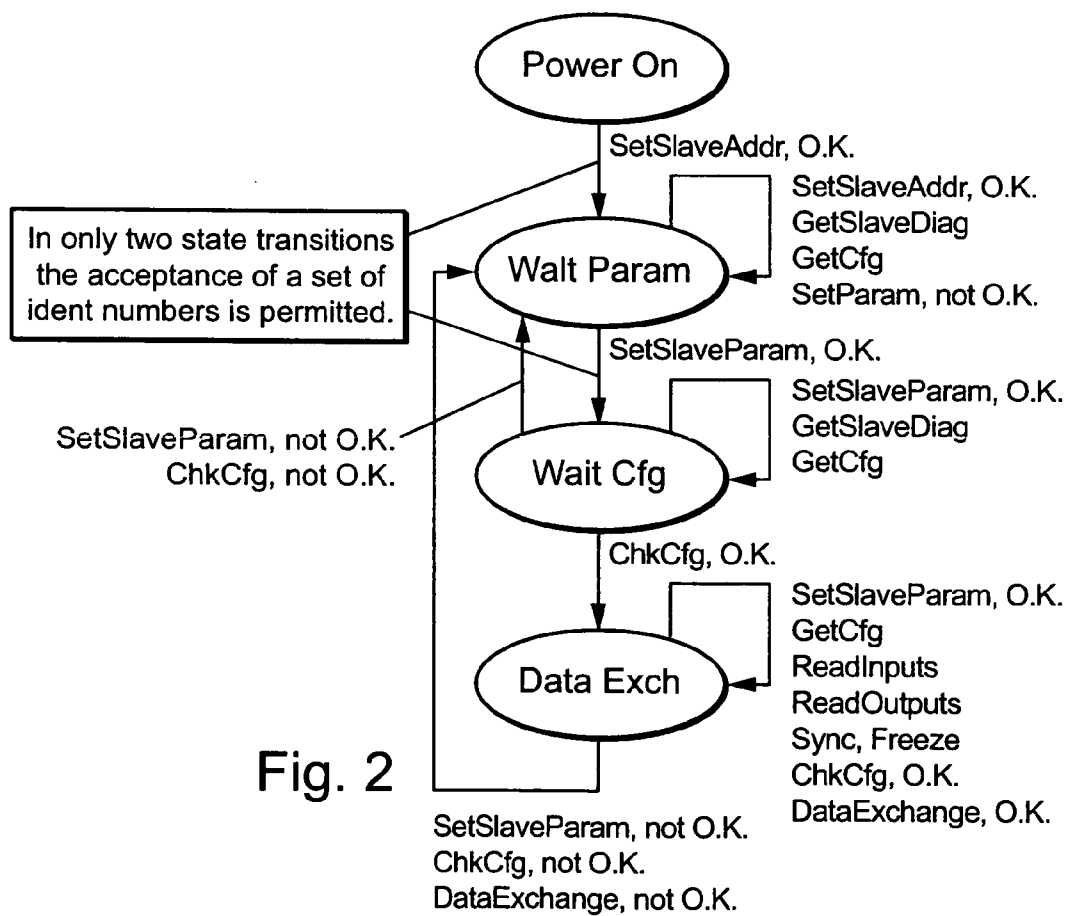 Power On
SetSlaveAddr, O.K.
SetSlaveAddr, O.K.
GetSlaveDiag
GetCfg
SetParam, not O.K.
In only two state transitions
the acceptance of a set of
ident numbers is permitted.
Walt Param
SetSlaveParam, O.K.
SetSlaveParam, O.K.
GetSlaveDiag
GetCfg
SetSlaveParam, not O.K.
ChkCfg, not O.K.
Wait Cfg
ChkCfg, O.K.
SetSlaveParam, O.K.
GetCfg
ReadInputs
ReadOutputs
Sync, Freeze
ChkCfg, O.K.
DataExchange, O.K.
Data Exch
Fig. 2
SetSlaveParam, not O.K.
ChkCfg, not O.K.
DataExchange, not O.K.